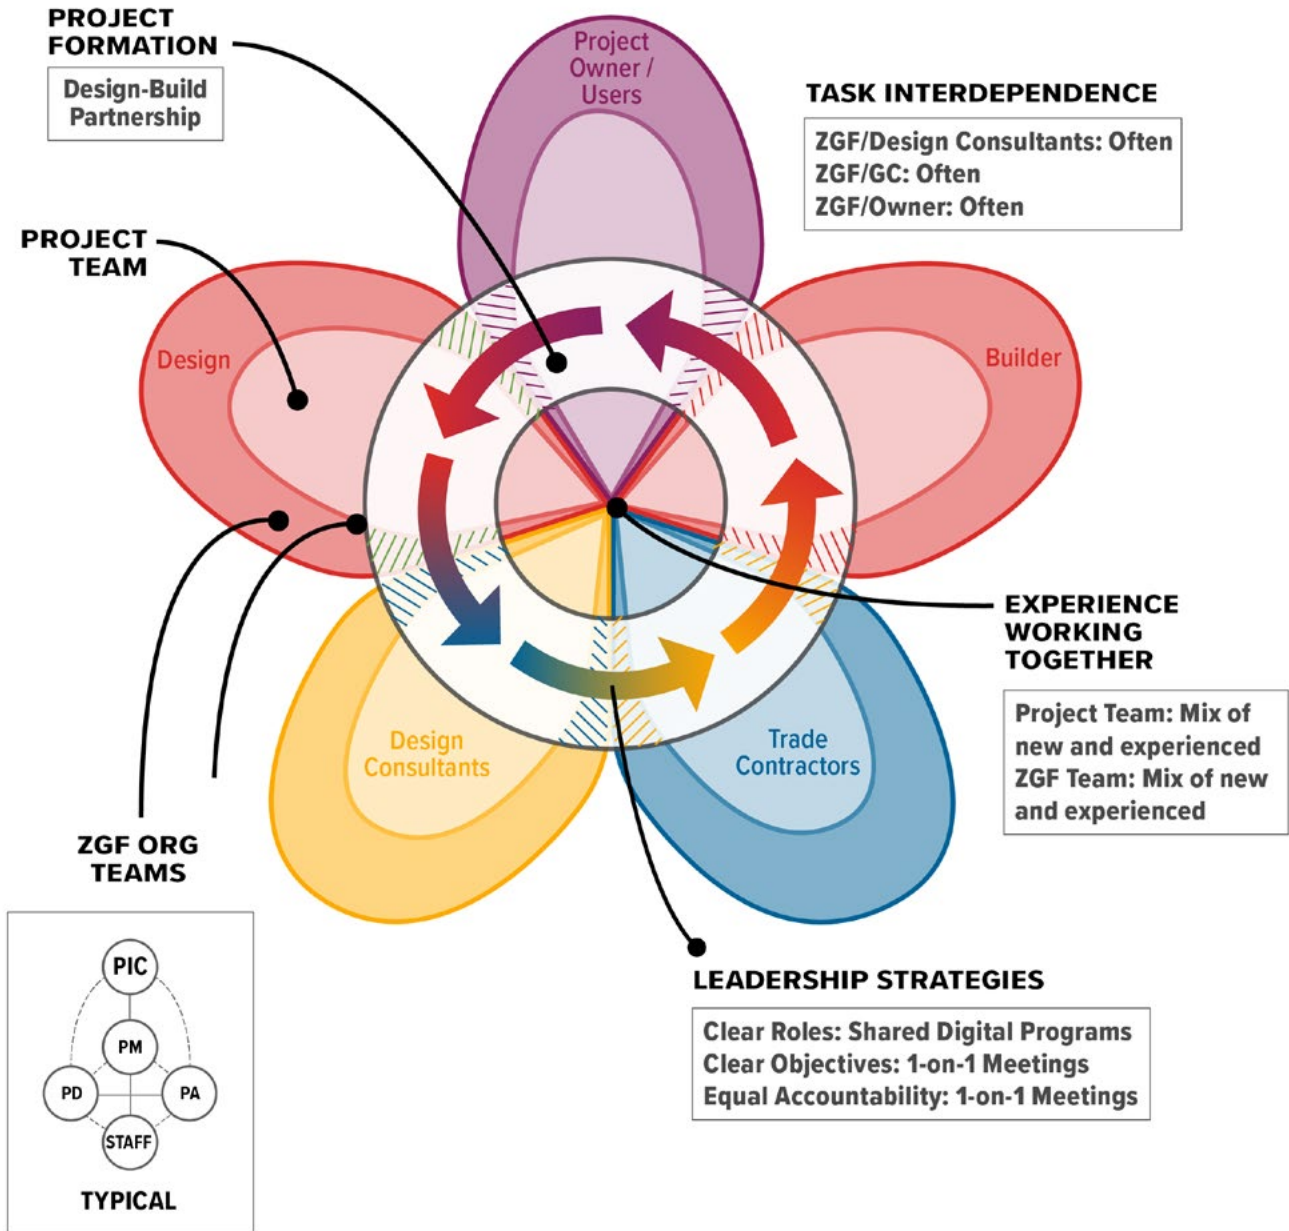 PROJECT
FORMATION
Design-Build
Partnership
Project
Owner /
Users
TASK INTERDEPENDENCE
ZGF/Design Consultants: Often
ZGF/GC: Often
ZGF/Owner: Often
PROJECT
TEAM
Design
Builder
EXPERIENCE
WORKING
TOGETHER
Project Team: Mix of
new and experienced
ZGF Team: Mix of new
and experienced
Design
Consultants
Trade
Contractors
ZGF ORG
TEAMS
PIC
PM
PD
PA
STAFF
TYPICAL
LEADERSHIP STRATEGIES
Clear Roles: Shared Digital Programs
Clear Objectives: 1-on-1 Meetings
Equal Accountability: 1-on-1 Meetings